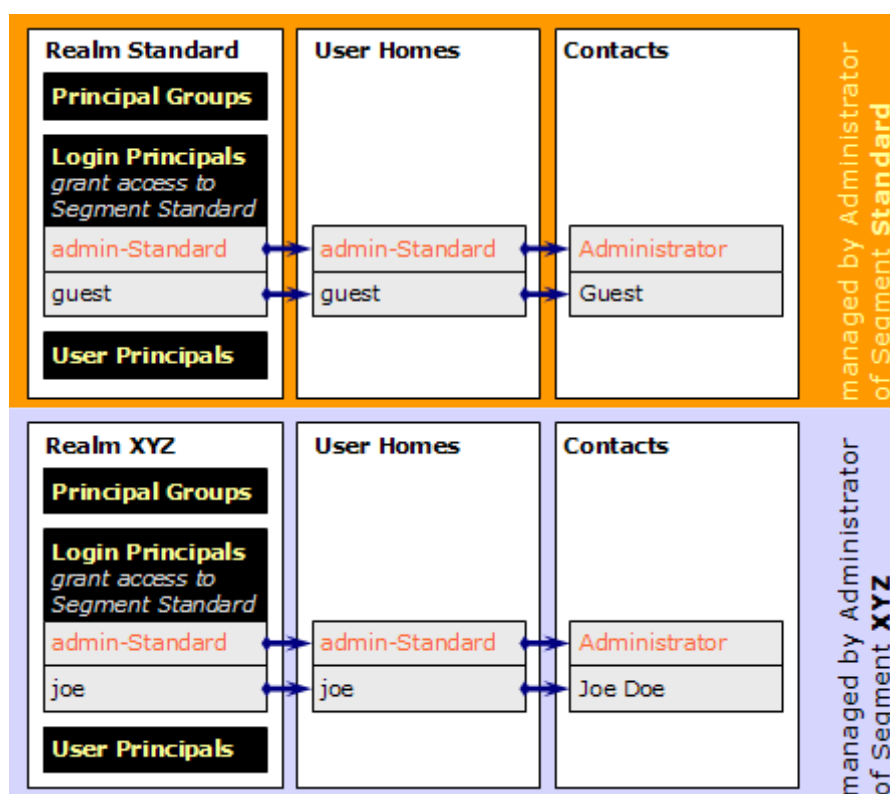 Realm Standard
User Homes
Contacts
Principal Groups
Login Principals
grant access to
Segment Standard
admin-Standard
admin-Standard
Administrator
guest
guest
Guest
User Principals
managed by Administrator
of Segment Standard
Realm XYZ
User Homes
Contacts
Principal Groups
Login Principals
grant access to
Segment Standard
admin-Standard
admin-Standard
Administrator
joe
joe
Joe Doe
User Principals
managed by Administrator
of Segment XYZ